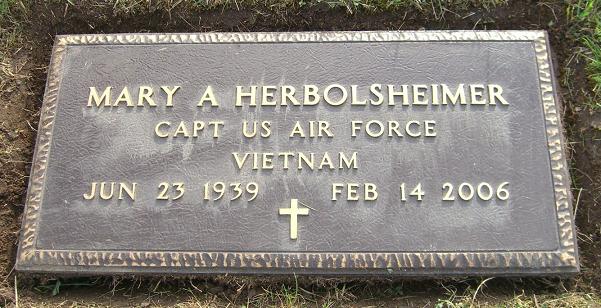 MARY A HERBOLSHEIMER
CAPT US AIR FORCE
VIETNAM
JUN 23 1939 FEB 14 2006